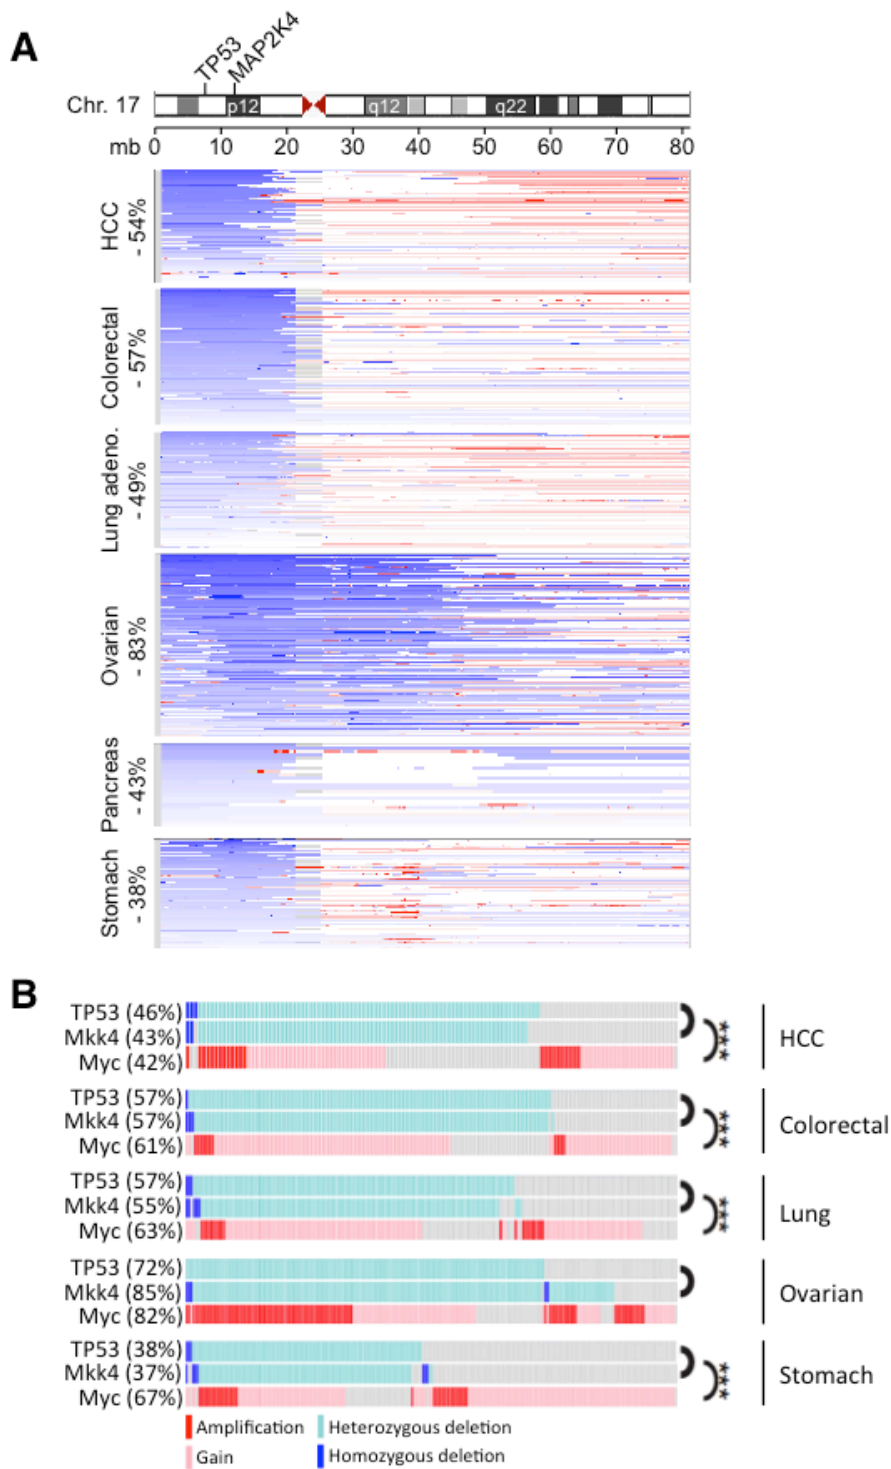 A
TP53
MAP2K4
Chr. 17
p12
q12
q22
mb 0 10 20 30 40 50 60 70 80
HCC
- 54%
Colorectal
- 57%
Lung adeno.
- 49%
Ovarian
- 83%
Pancreas
- 43%
Stomach
- 38%
B
TP53 (46%)
Mkk4 (43%)
Myc (42%)
***
HCC
TP53 (57%)
Mkk4 (57%)
Myc (61%)
***
Colorectal
TP53 (57%)
Mkk4 (55%)
Myc (63%)
***
Lung
TP53 (72%)
Mkk4 (85%)
Myc (82%)
Ovarian
TP53 (38%)
Mkk4 (37%)
Myc (67%)
***
Stomach
Amplification Heterozygous deletion
Gain Homozygous deletion